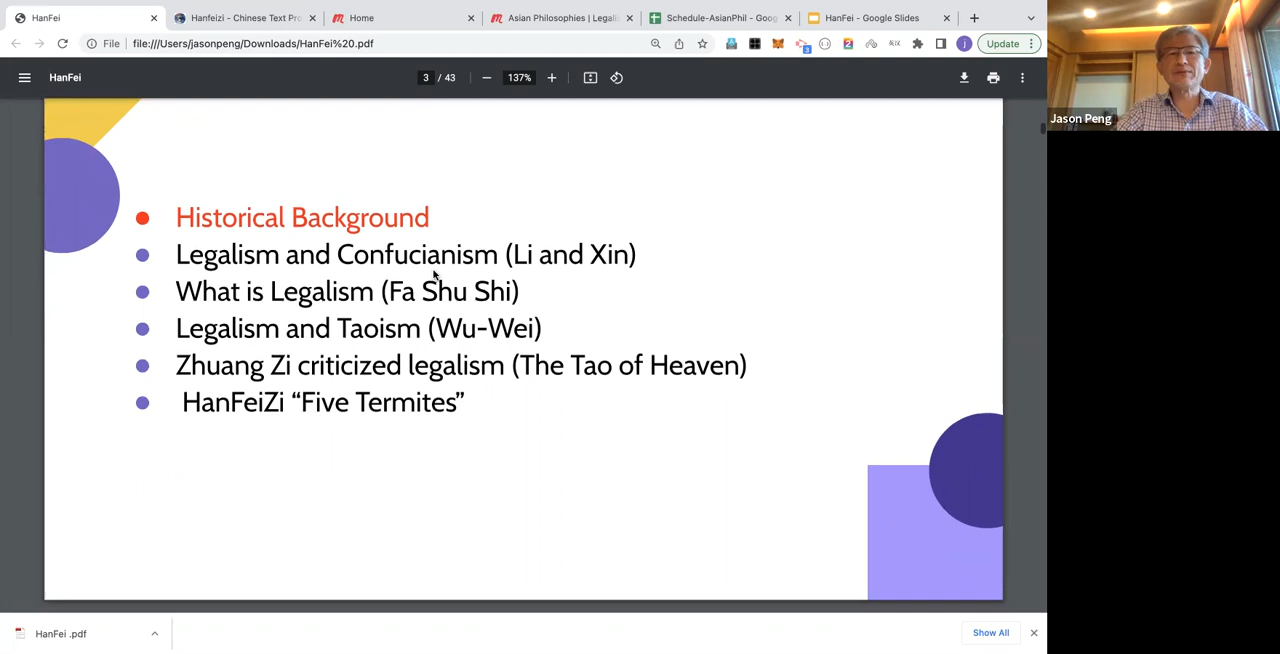 HanFei
Hanfeizi - Chinese Text Pro
Home
Asian Philosophies | Legali
Schedule-AsianPhil - Goog
HanFei - Google Slides
File
file:///Users/jasonpeng/Downloads/HanFei%20.pdf
Update
HanFei
3 / 43
137%
Jason Peng
Historical Background
Legalism and Confucianism (Li and Xin)
What is Legalism (Fa Shu Shi)
Legalism and Taoism (Wu-Wei)
Zhuang Zi criticized legalism (The Tao of Heaven)
HanFeiZi “Five Termites”
HanFei .pdf
Show All